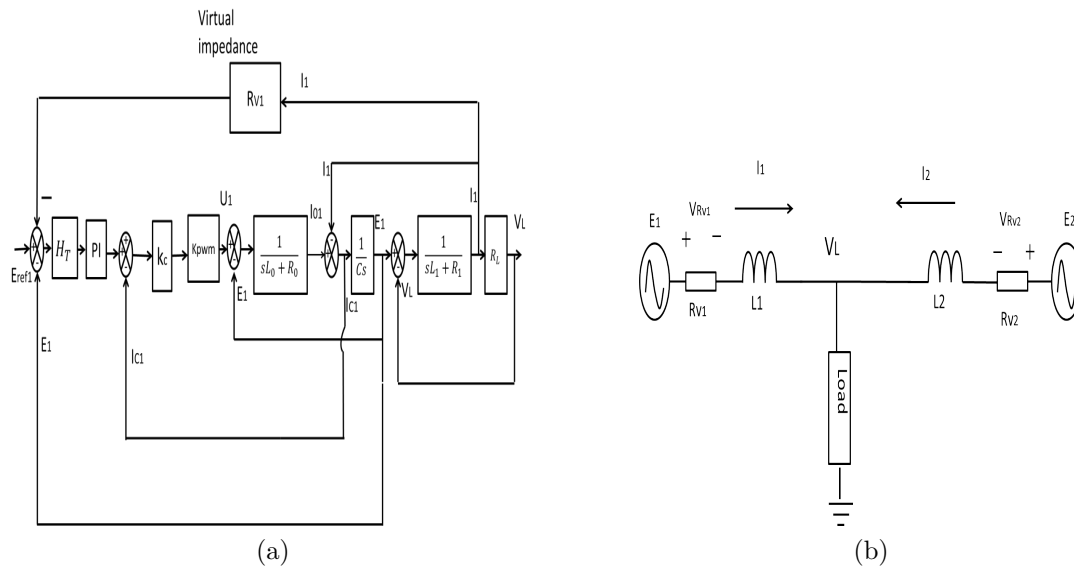 Virtual
impedance
I1
RV1
−
I1
I1
U1
I01
E1
VL
+
HT
PI
+
kc
Kpwm
+
1
sL0 + R0
-
+
1
Cs
+
1
sL1 + R1
RL
Eref1
-
-
-
-
E1
IC1
VL
E1
IC1
(a)
I1
I2
E1
VRv1
VRv2
E2
+ −
VL
− +
Rv1
L1
L2
Rv2
Load
(b)